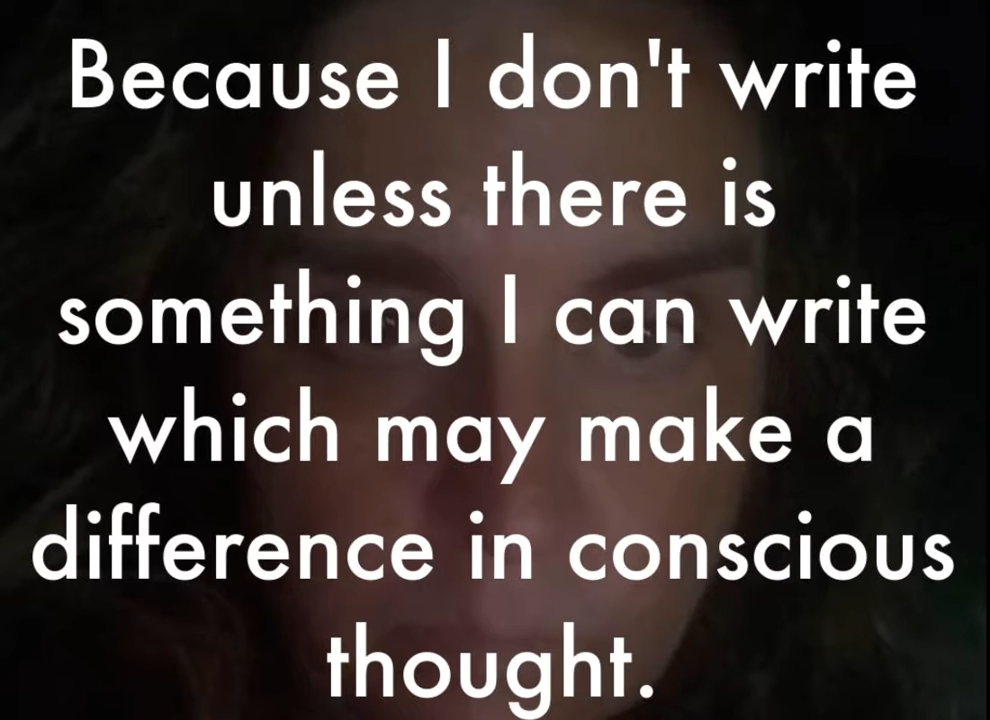 Because I don't write
unless there is
something I can write
which may make a
difference in conscious
thought.